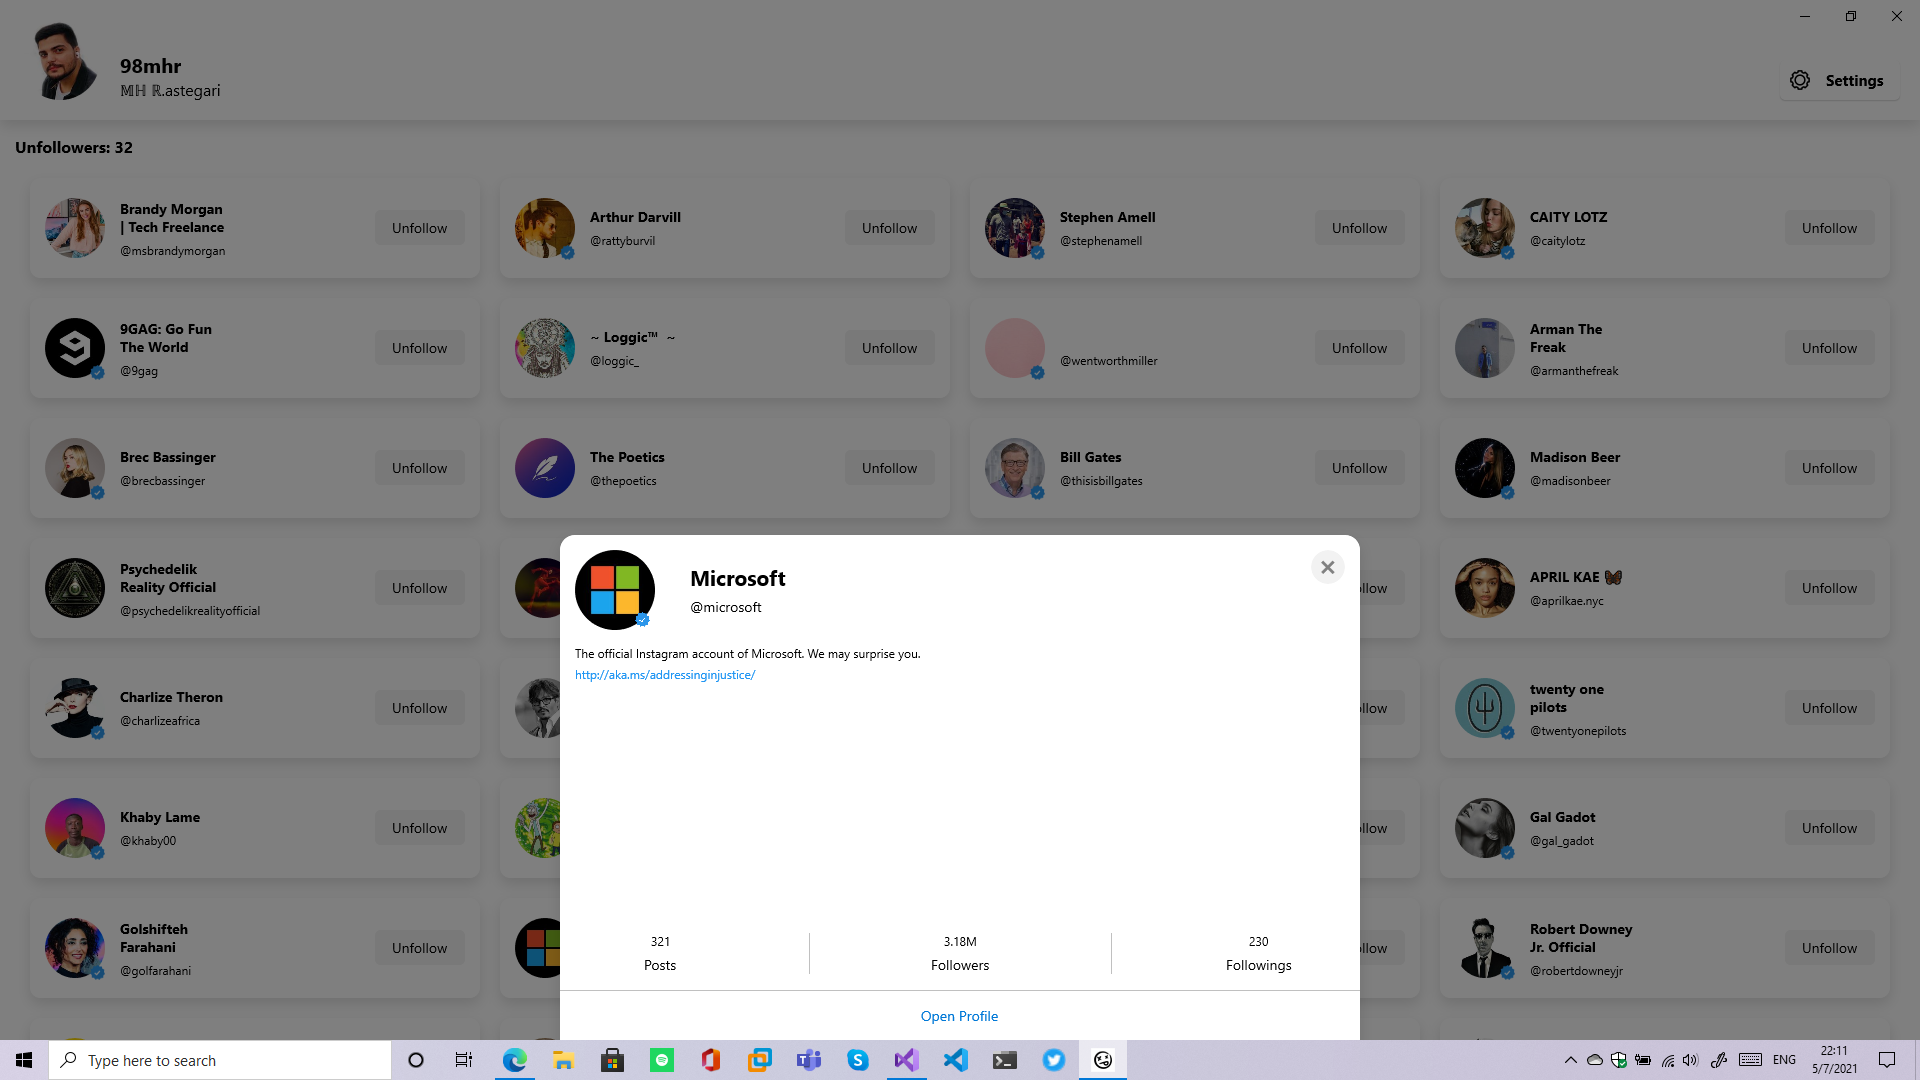 98mhr
𝕄ℍ ℝ.astegari
Settings
Unfollowers: 32
Brandy Morgan
| Tech Freelance
@msbrandymorgan
Unfollow
Arthur Darvill
@rattyburvil
Unfollow
Stephen Amell
@stephenamell
Unfollow
CAITY LOTZ
@caitylotz
Unfollow
9GAG: Go Fun
The World
@9gag
Unfollow
~ Loggic™ ~
@loggic_
Unfollow
@wentworthmiller
Unfollow
Arman The
Freak
@armanthefreak
Unfollow
Brec Bassinger
@brecbassinger
Unfollow
The Poetics
@thepoetics
Unfollow
Bill Gates
@thisisbillgates
Unfollow
Madison Beer
@madisonbeer
Unfollow
Psychedelik
Reality Official
@psychedelikrealityofficial
Unfollow
APRIL KAE 🦋
@aprilkae.nyc
Unfollow
Charlize Theron
@charlizeafrica
Unfollow
twenty one
pilots
@twentyonepilots
Unfollow
Khaby Lame
@khaby00
Unfollow
Gal Gadot
@gal_gadot
Unfollow
Golshifteh
Farahani
@golfarahani
Unfollow
Robert Downey
Jr. Official
@robertdowneyjr
Unfollow
Microsoft
@microsoft
The official Instagram account of Microsoft. We may surprise you.
http://aka.ms/addressinginjustice/
321
Posts
3.18M
Followers
230
Followings
Open Profile
Type here to search
ENG
22:11
5/7/2021